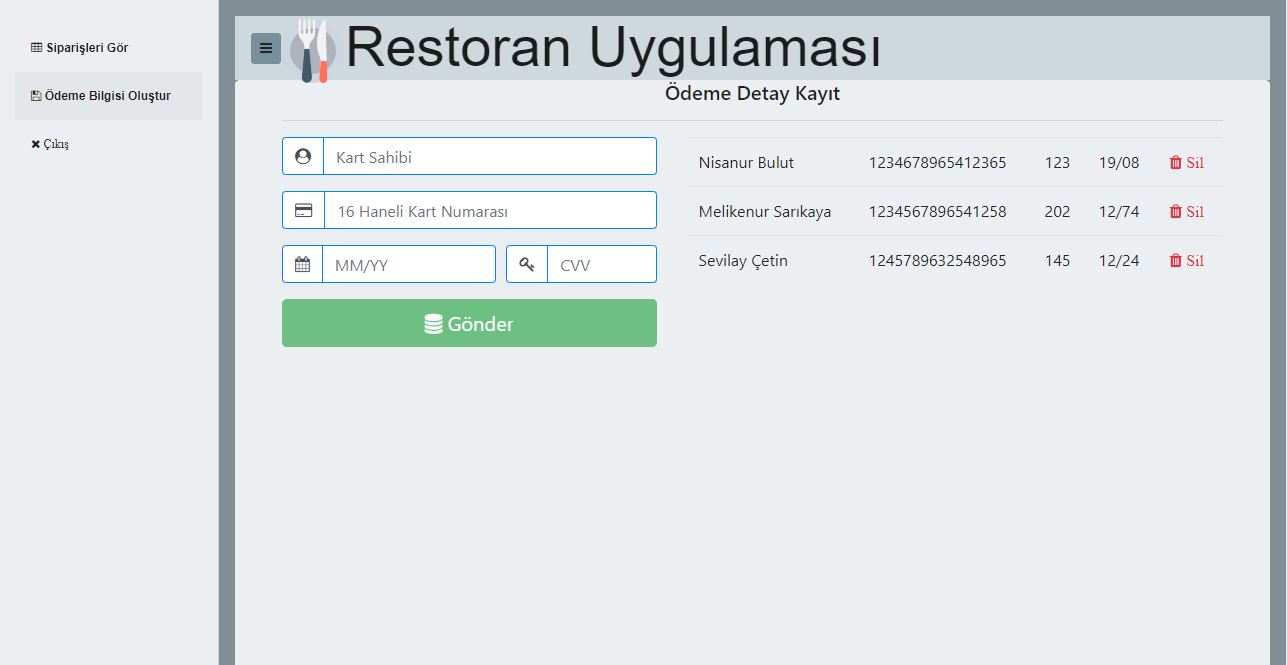 Siparişleri Gör
Ödeme Bilgisi Oluştur
Çıkış
Restoran Uygulaması
Ödeme Detay Kayıt
Kart Sahibi
16 Haneli Kart Numarası
MM/YY CVV
Gönder
Nisanur Bulut 1234678965412365 123 19/08 Sil
Melikenur Sarıkaya 1234567896541258 202 12/74 Sil
Sevilay Çetin 1245789632548965 145 12/24 Sil